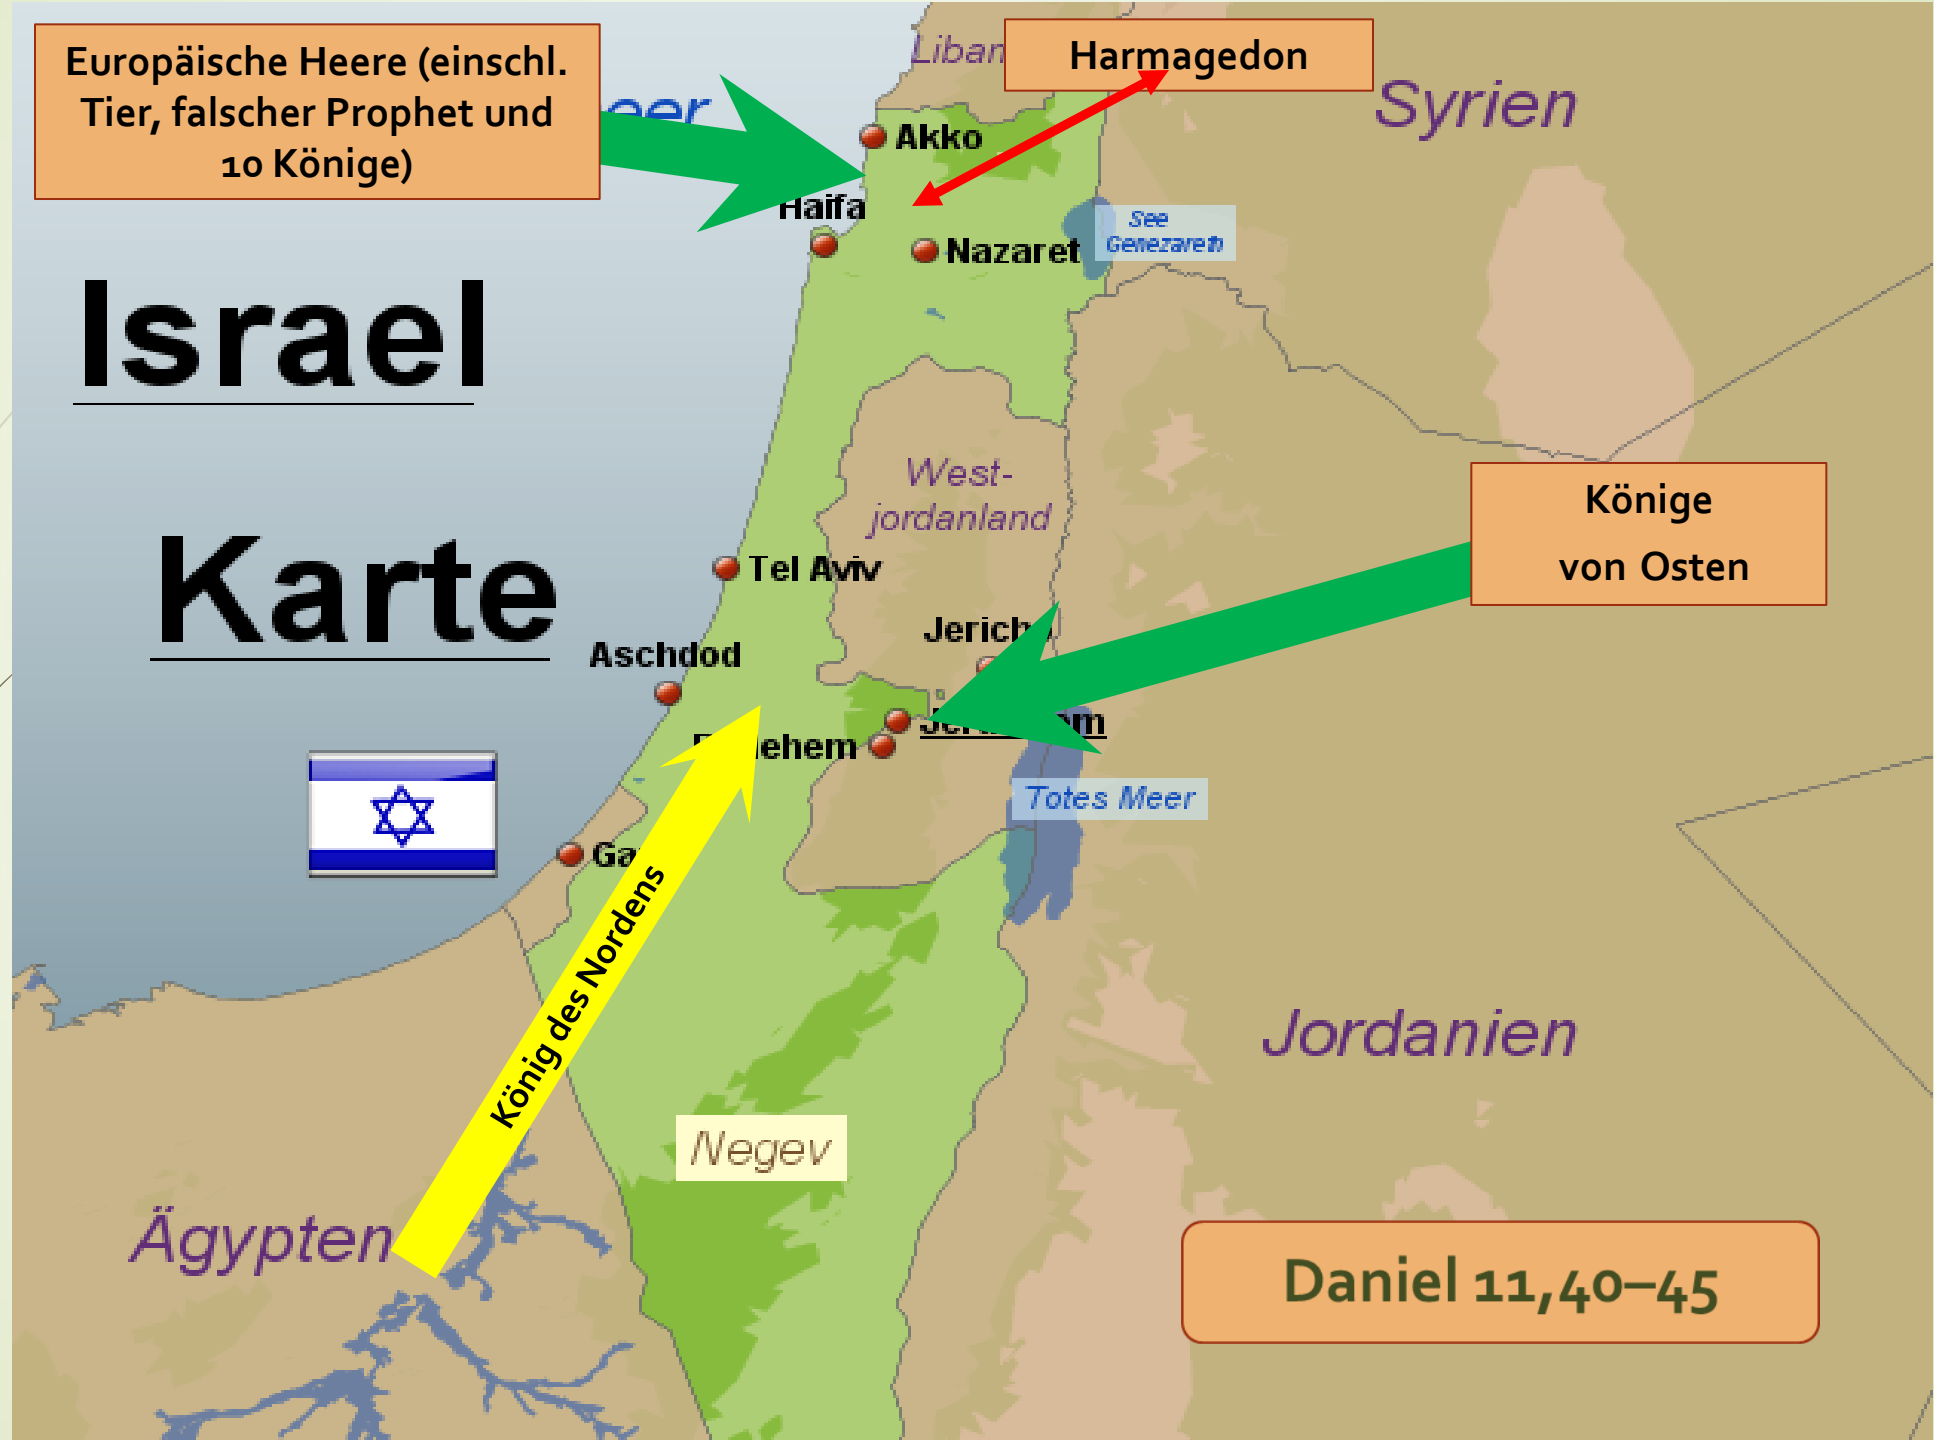 Europäische Heere (einschl.
Tier, falscher Prophet und
10 Könige)
Harmagedon
Syrien
Akko
Haifa
See
Genezareth
Nazaret
Israel
West-
jordanland
Könige
von Osten
Karte
Tel Aviv
Jericho
Aschdod
Totes Meer
König des Nordens
Jordanien
Negev
Ägypten
Daniel 11,40–45